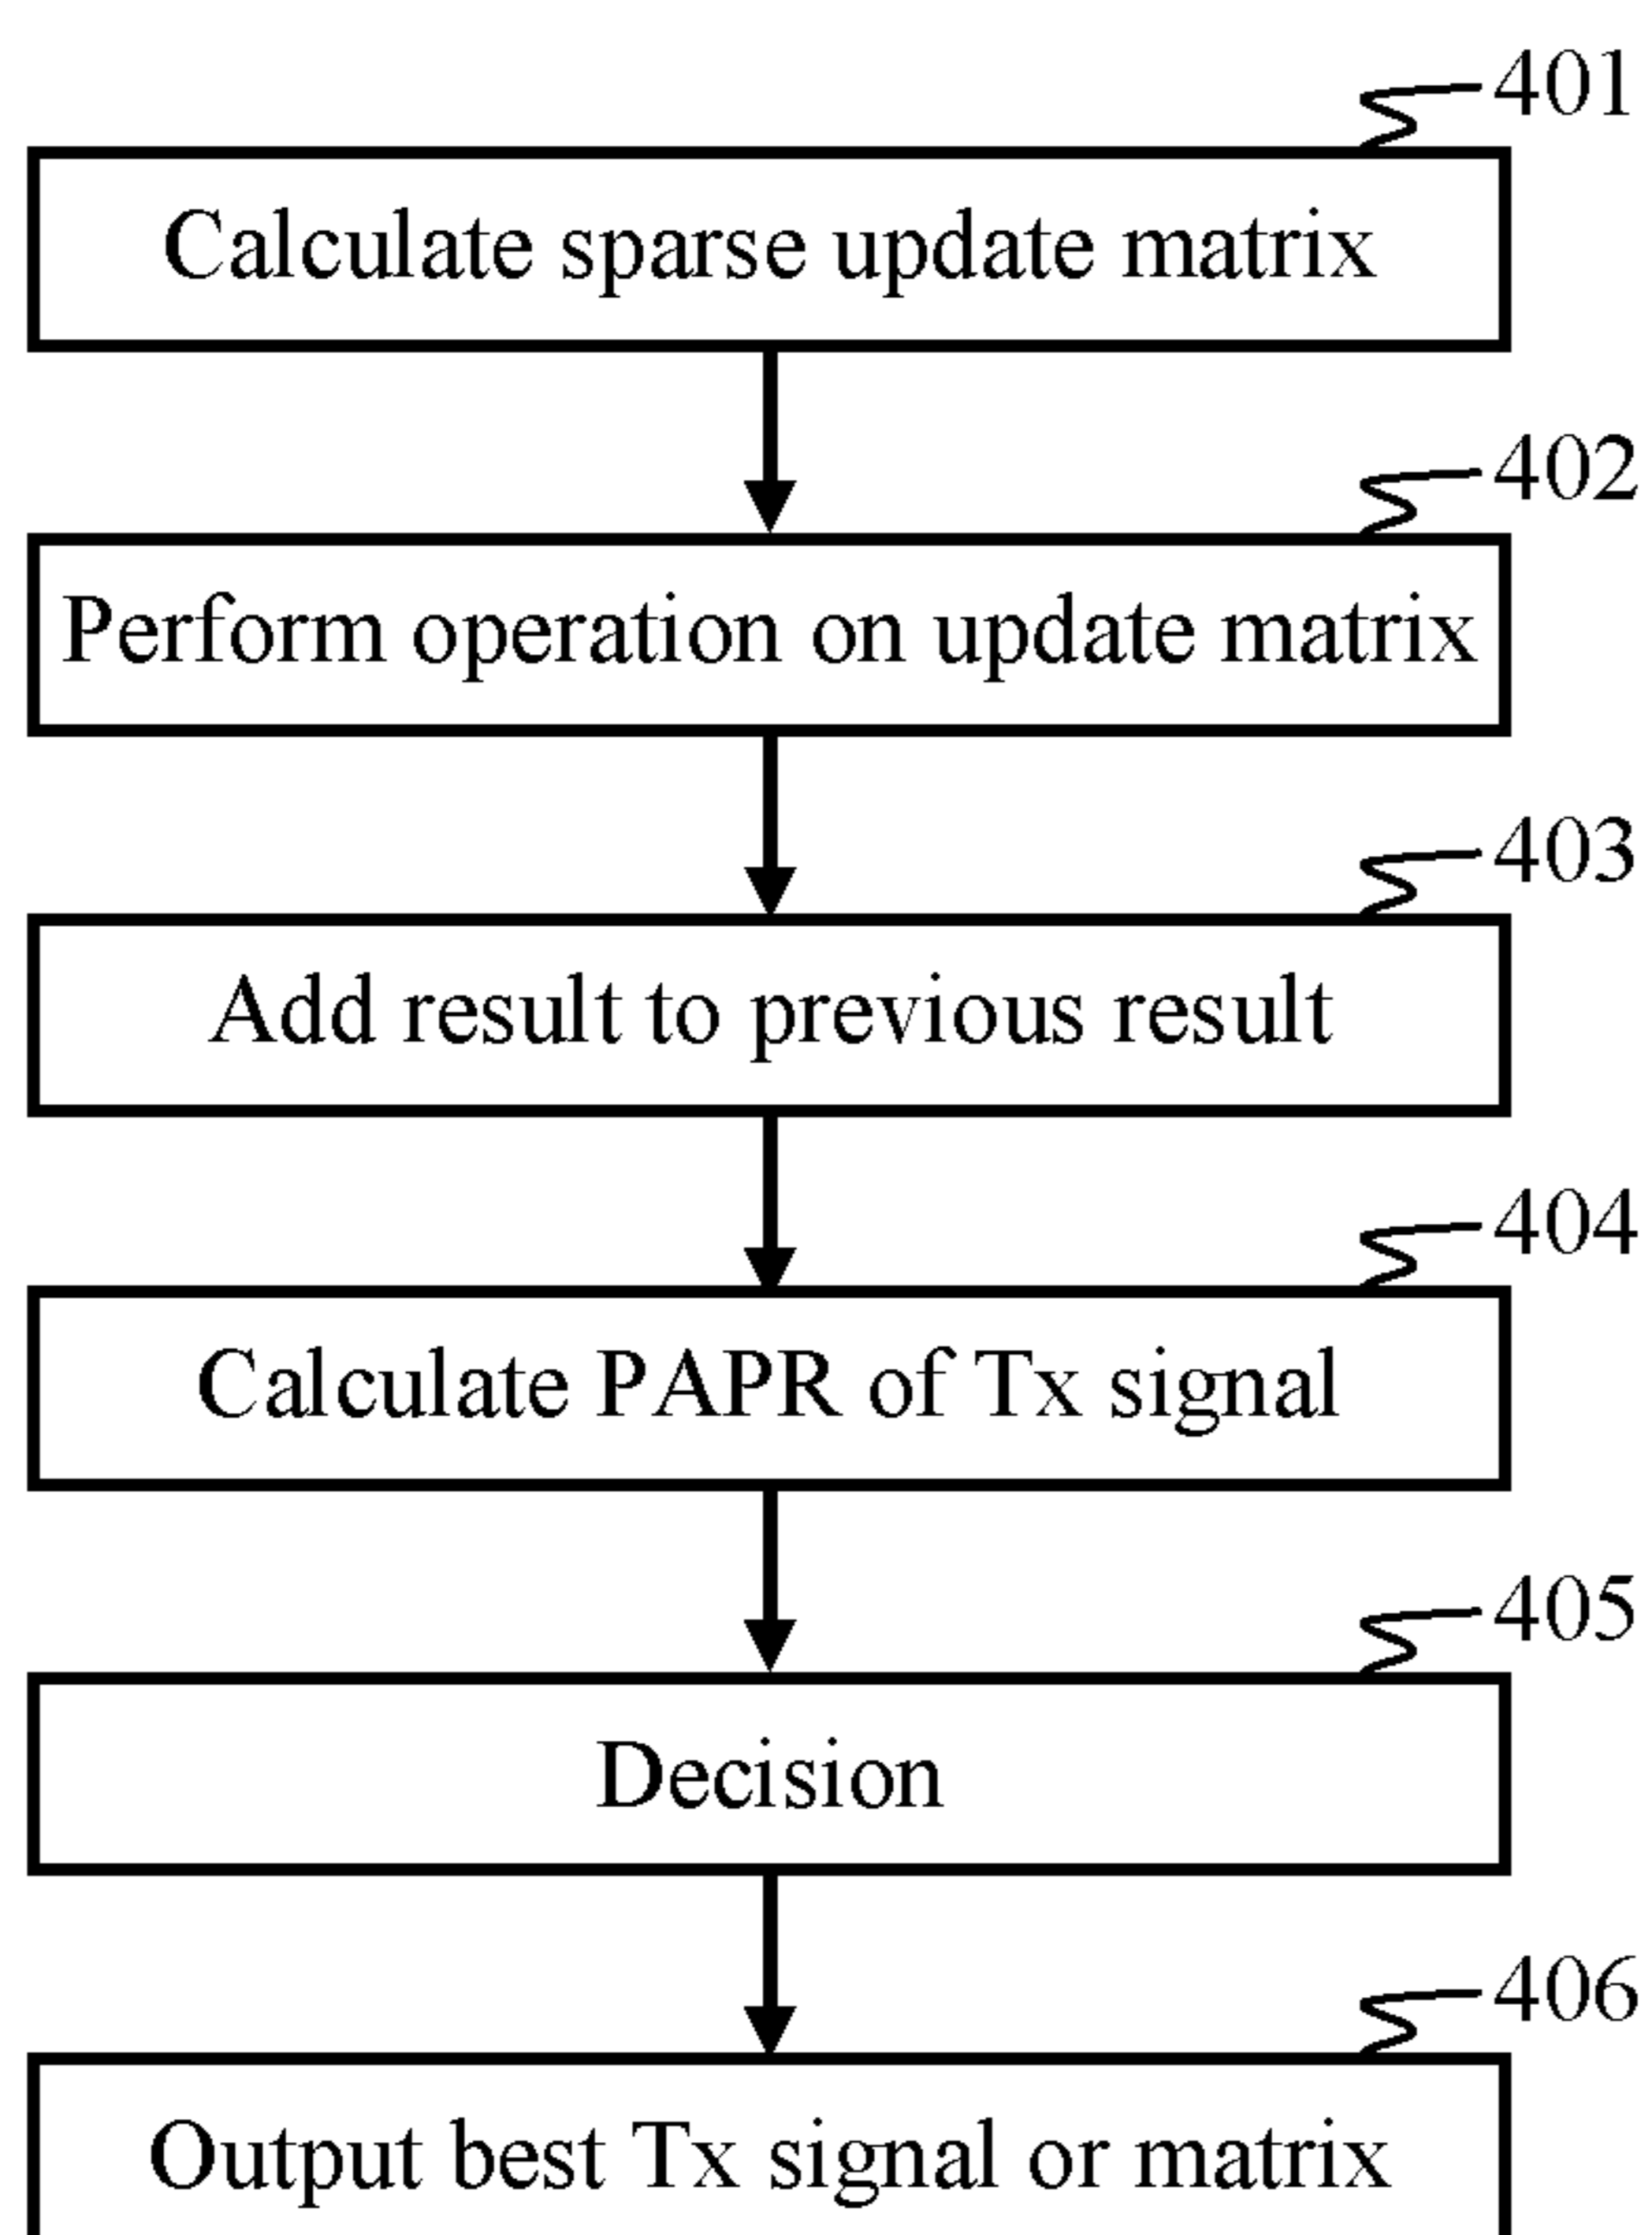 401
Calculate sparse update matrix
402
Perform operation on update matrix
403
Add result to previous result
404
Calculate PAPR of Tx signal
405
Decision
406
Output best Tx signal or matrix